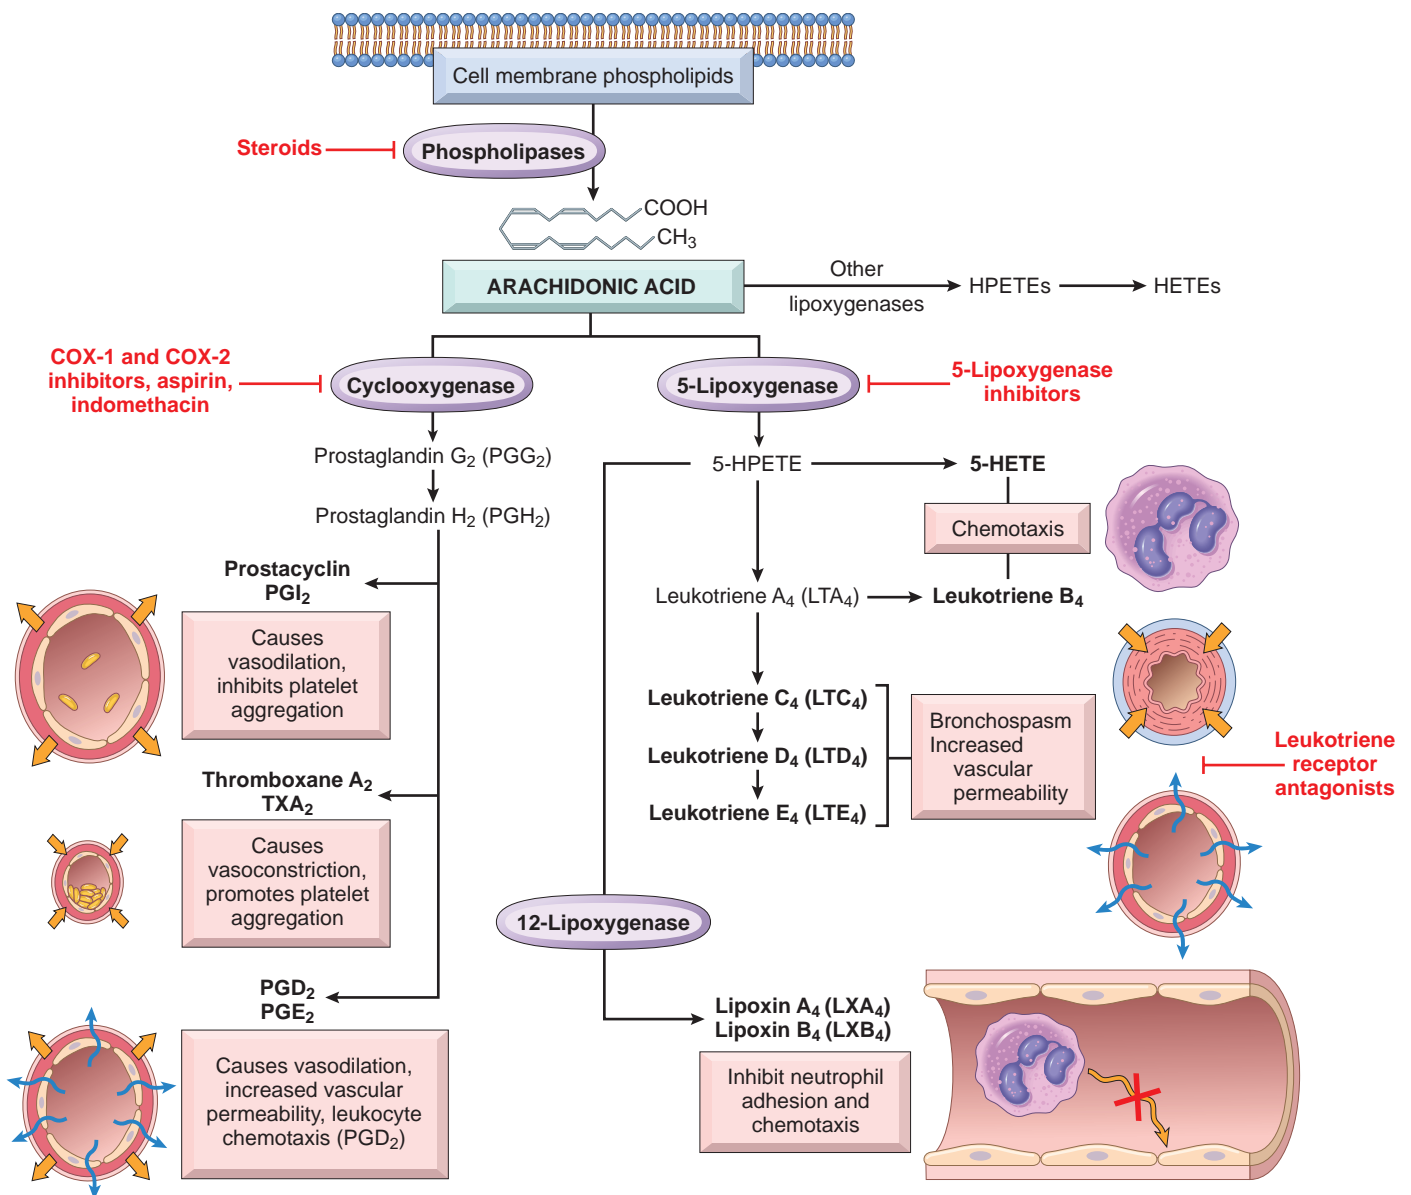 Cell membrane phospholipids
Steroids
Phospholipases
COOH
CH₃
ARACHIDONIC ACID
Other
lipoxygenases
HPETEs
HETEs
COX-1 and COX-2
inhibitors, aspirin,
indomethacin
Cyclooxygenase
5-Lipoxygenase
5-Lipoxygenase
inhibitors
Prostaglandin G₂ (PGG₂)
5-HPETE
5-HETE
Prostaglandin H₂ (PGH₂)
Chemotaxis
Prostacyclin
PGI₂
Leukotriene A₄ (LTA₄)
Leukotriene B₄
Causes
vasodilation,
inhibits platelet
aggregation
Leukotriene C₄ (LTC₄)
Leukotriene D₄ (LTD₄)
Leukotriene E₄ (LTE₄)
Bronchospasm
Increased
vascular
permeability
Leukotriene
receptor
antagonists
Thromboxane A₂
TXA₂
Causes
vasoconstriction,
promotes platelet
aggregation
12-Lipoxygenase
PGD₂
PGE₂
Lipoxin A₄ (LXA₄)
Lipoxin B₄ (LXB₄)
Causes vasodilation,
increased vascular
permeability, leukocyte
chemotaxis (PGD₂)
Inhibit neutrophil
adhesion and
chemotaxis